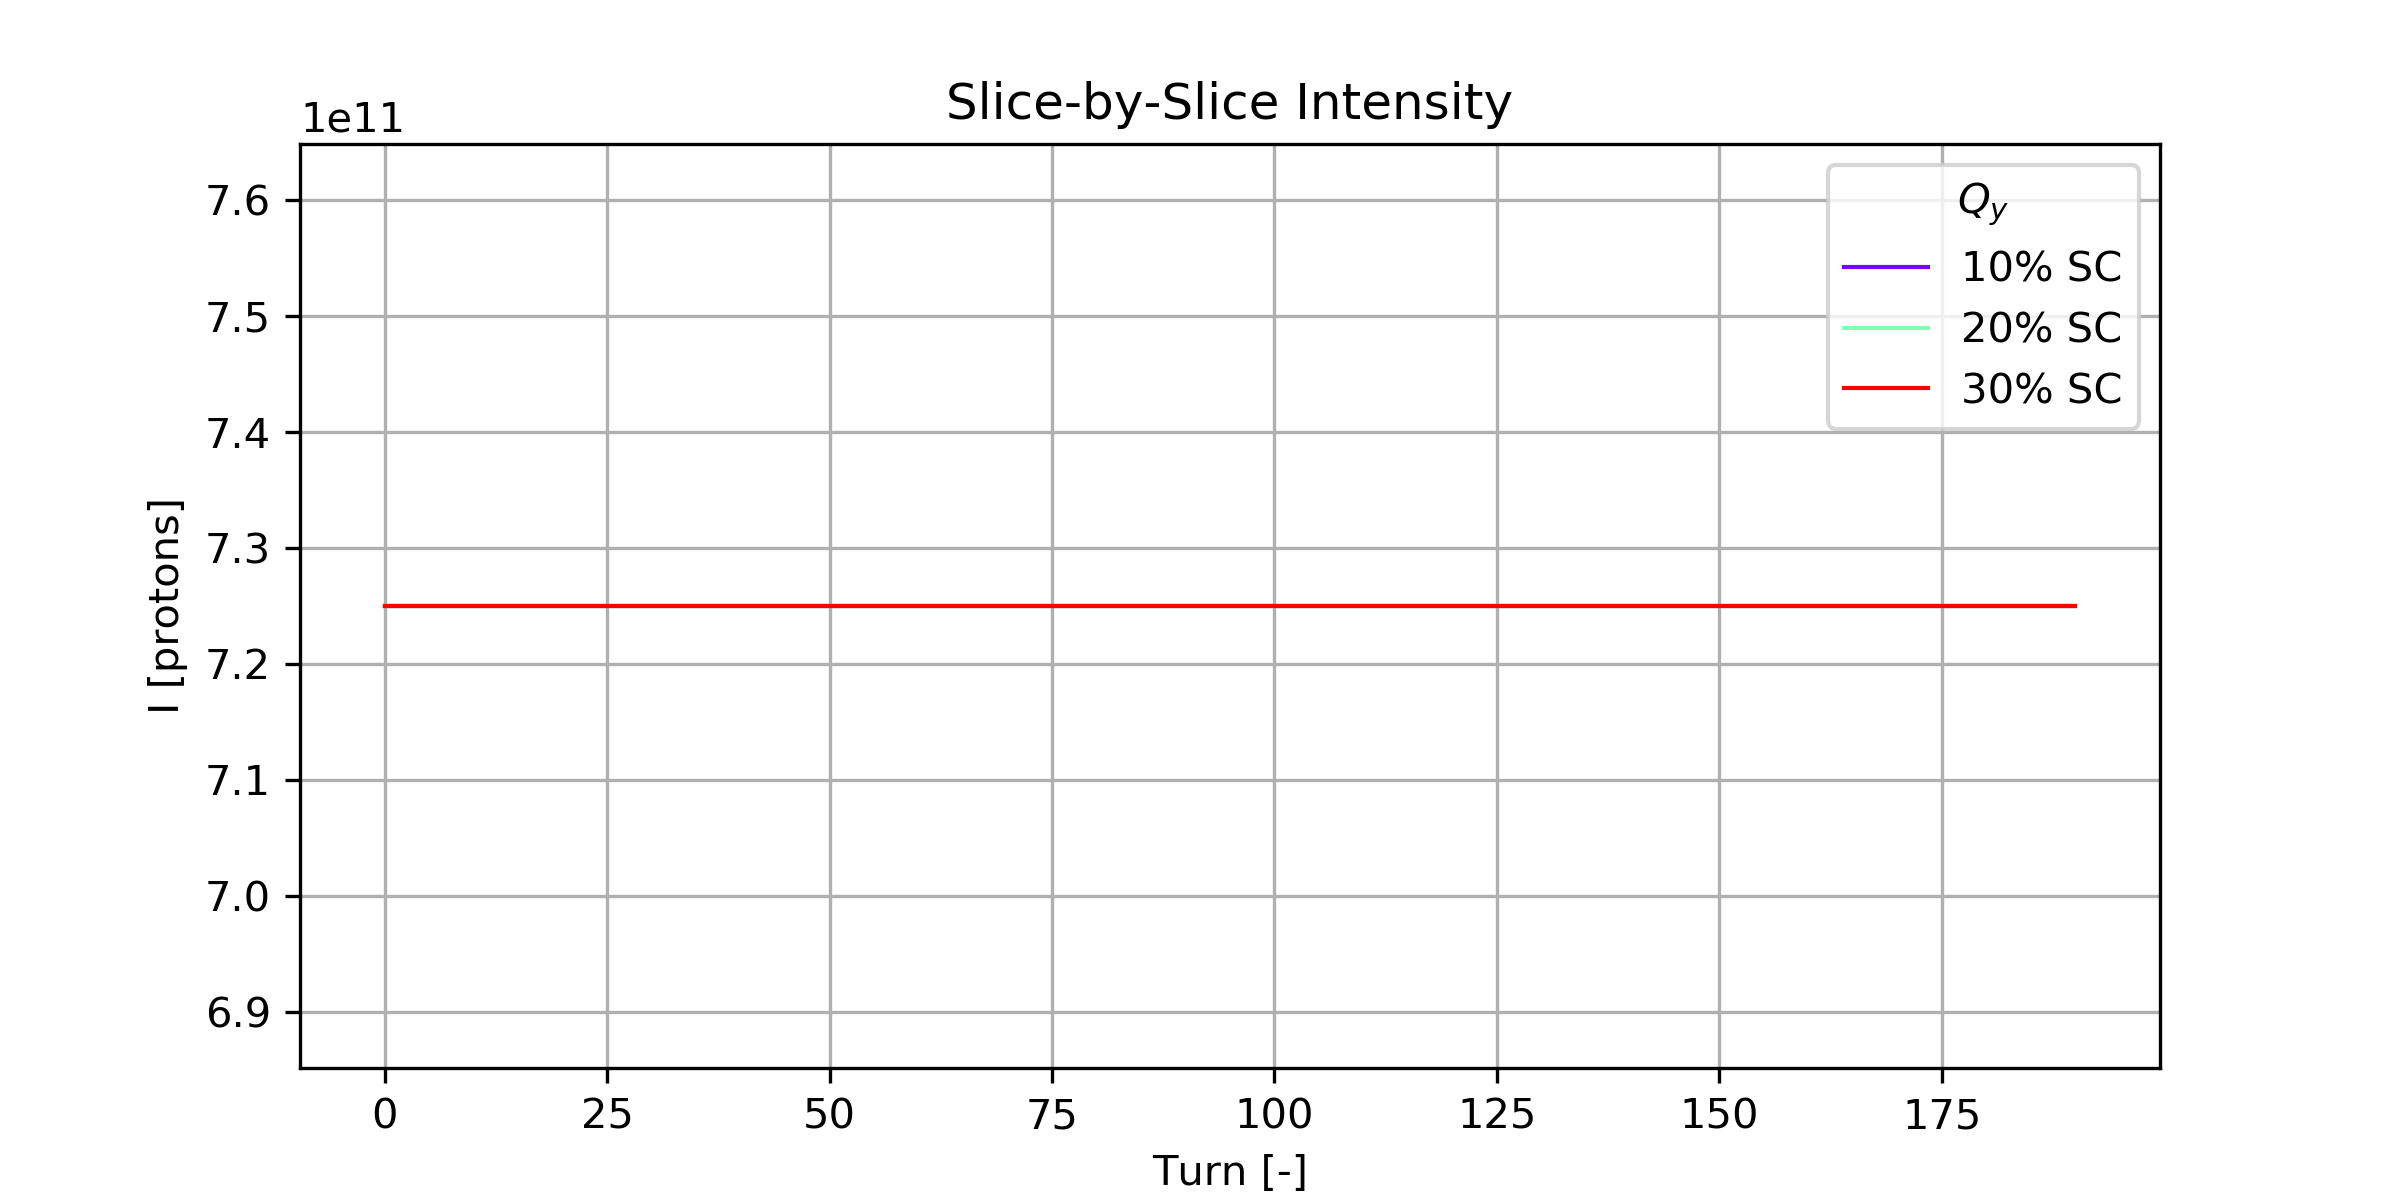 Slice-by-Slice Intensity
1e11
7.6
7.5
7.4
7.3
7.2
7.1
7.0
6.9
I [protons]
Q_y
10% SC
20% SC
30% SC
0 25 50 75 100 125 150 175
Turn [-]